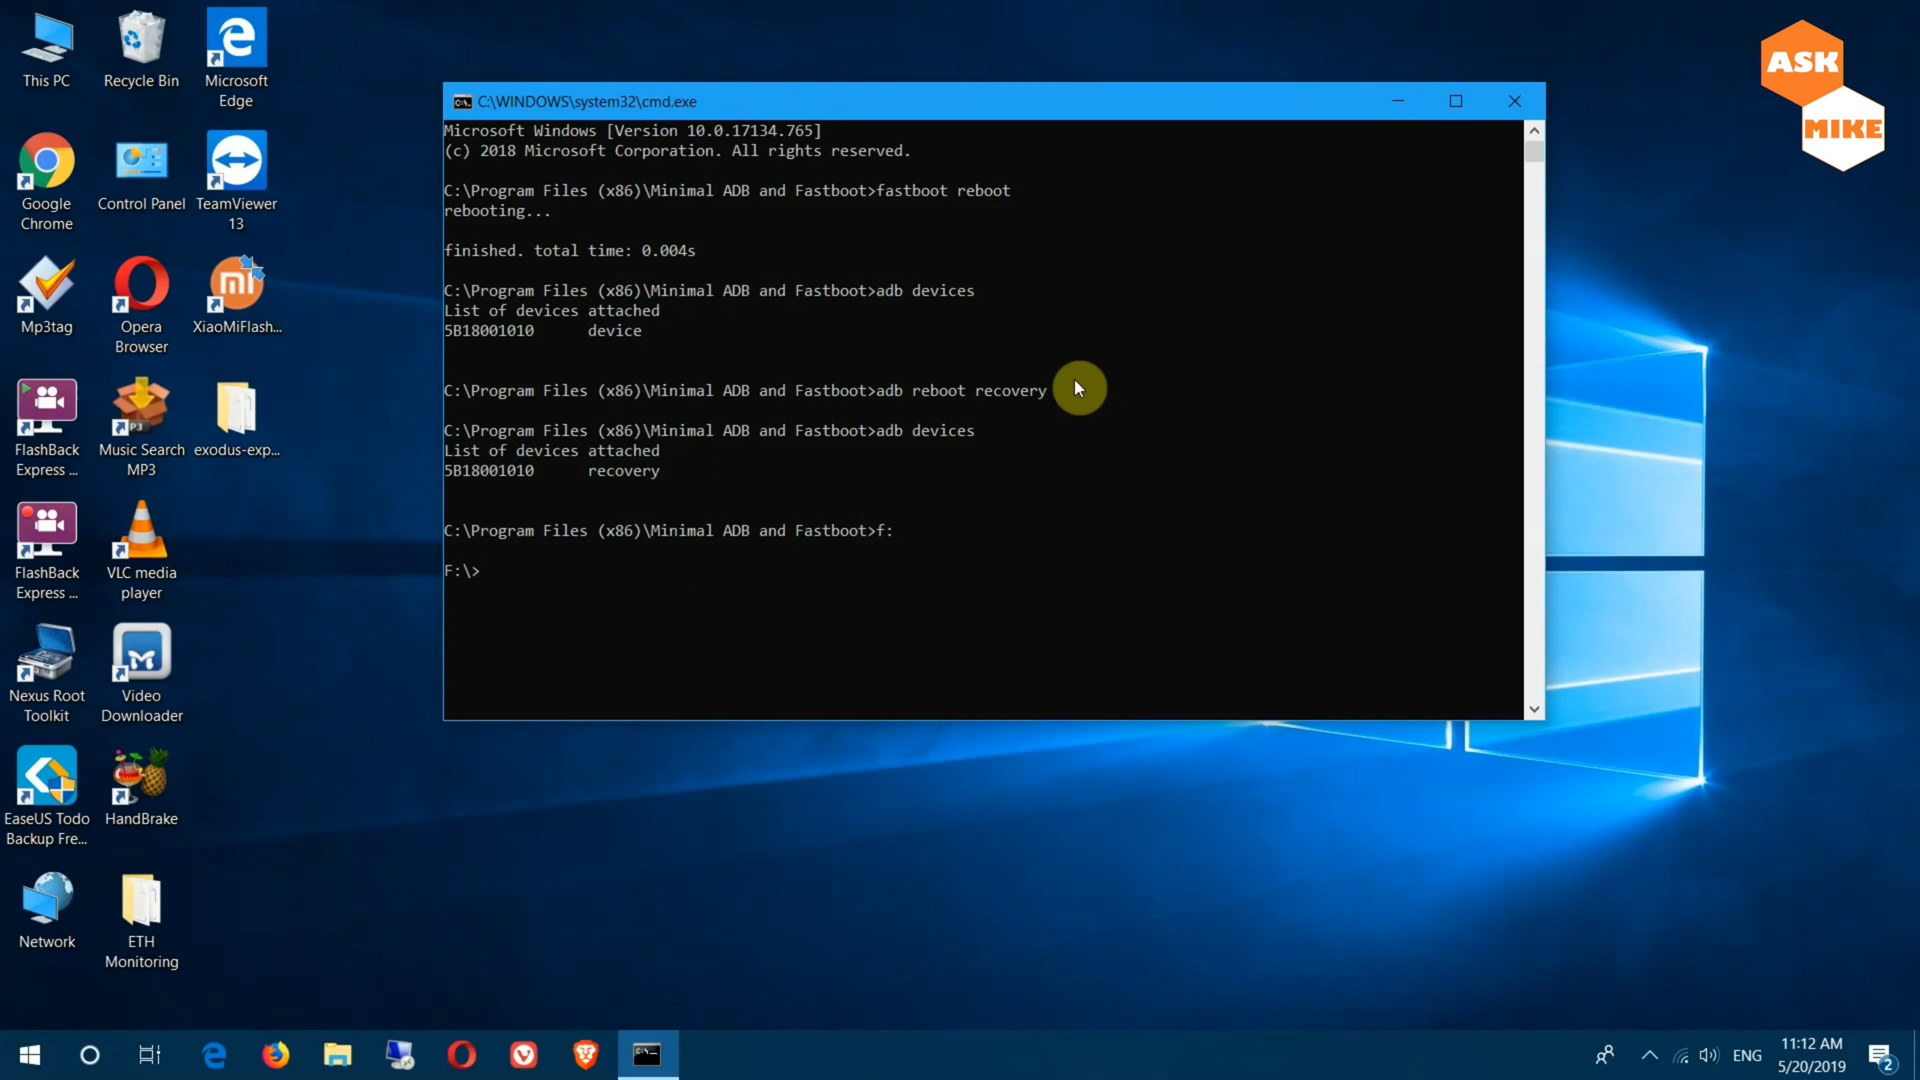 This PC
Recycle Bin
Microsoft
Edge
Google
Chrome
Control Panel
TeamViewer
13
Mp3tag
Opera
Browser
XiaoMiFlash...
FlashBack
Express ...
Music Search
MP3
exodus-exp...
FlashBack
Express ...
VLC media
player
Nexus Root
Toolkit
Video
Downloader
EaseUS Todo
Backup Fre...
HandBrake
Network
ETH
Monitoring
C:\WINDOWS\system32\cmd.exe
Microsoft Windows [Version 10.0.17134.765]
(c) 2018 Microsoft Corporation. All rights reserved.
C:\Program Files (x86)\Minimal ADB and Fastboot>fastboot reboot
rebooting...
finished. total time: 0.004s
C:\Program Files (x86)\Minimal ADB and Fastboot>adb devices
List of devices attached
5B18001010 device
C:\Program Files (x86)\Minimal ADB and Fastboot>adb reboot recovery
C:\Program Files (x86)\Minimal ADB and Fastboot>adb devices
List of devices attached
5B18001010 recovery
C:\Program Files (x86)\Minimal ADB and Fastboot>f:
F:\>
ASK
MIKE
ENG
11:12 AM
5/20/2019
2